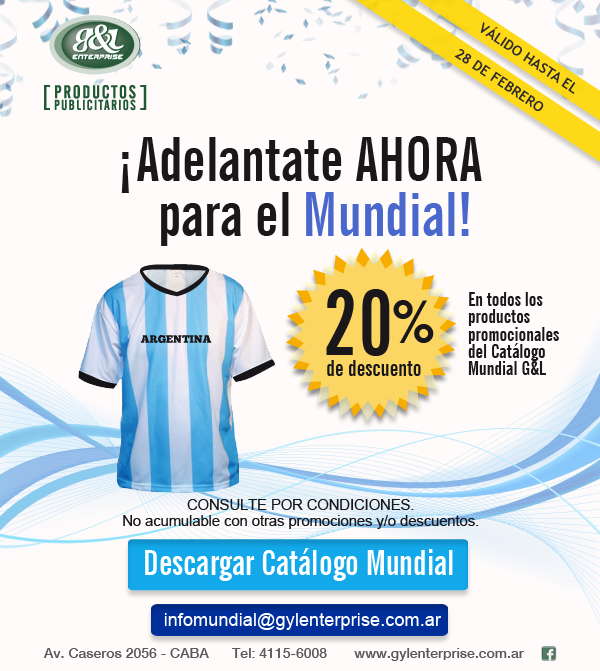 g&L
ENTERPRISE
[PRODUCTOS
PUBLICITARIOS]
VÁLIDO HASTA EL
28 DE FEBRERO
¡Adelantate AHORA
para el Mundial!
ARGENTINA
20%
de descuento
En todos los
productos
promocionales
del Catálogo
Mundial G&L
CONSULTE POR CONDICIONES.
No acumulable con otras promociones y/o descuentos.
Descargar Catálogo Mundial
infomundial@gylenterprise.com.ar
Av. Caseros 2056 - CABA Tel: 4115-6008 www.gylenterprise.com.ar f